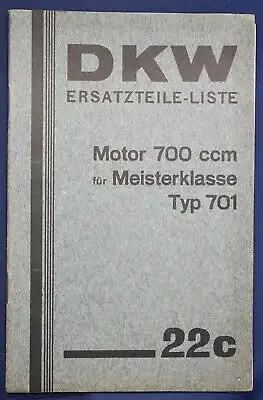 DKW
ERSATZTEILE-LISTE
Motor 700 ccm
für Meisterklasse
Typ 701
22c